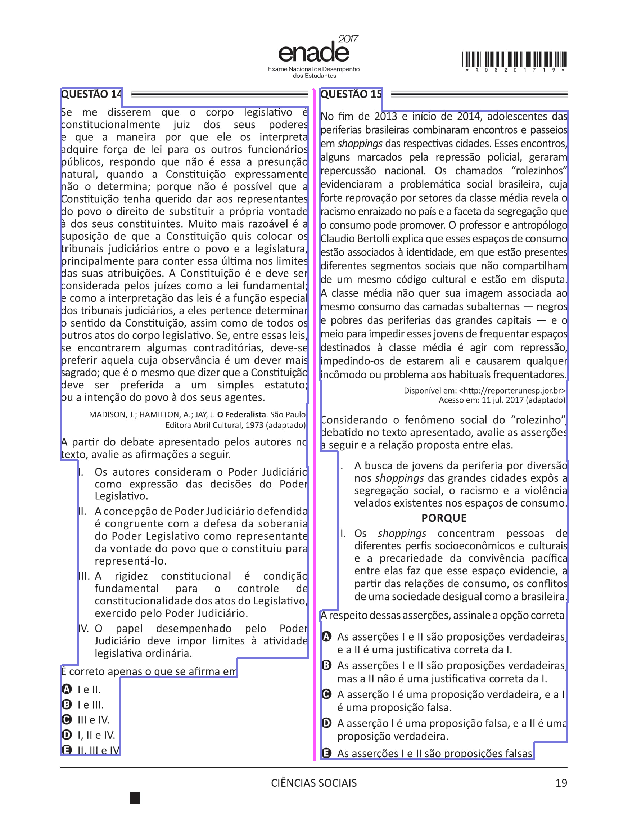 enade 2017
Exame Nacional de Desempenho
dos Estudantes
*R0620171 9*
QUESTÃO 14
Se me disserem que o corpo legislativo é
constitucionalmente juiz dos seus poderes
e que a maneira por que ele os interpreta
adquire força de lei para os outros funcionários
públicos, respondo que não é essa a presunção
natural, quando a Constituição expressamente
não o determina; porque não é possível que a
Constituição tenha querido dar aos representantes
do povo o direito de substituir a própria vontade
à dos seus constituintes. Muito mais razoável é a
suposição de que a Constituição quis colocar os
tribunais judiciários entre o povo e a legislatura,
principalmente para conter essa última nos limites
das suas atribuições. A Constituição é e deve ser
considerada pelos juízes como a lei fundamental;
e como a interpretação das leis é a função especial
dos tribunais judiciários, a eles pertence determinar
o sentido da Constituição, assim como de todos os
outros atos do corpo legislativo. Se, entre essas leis,
se encontrarem algumas contraditórias, deve-se
preferir aquela cuja observância é um dever mais
sagrado; que é o mesmo que dizer que a Constituição
deve ser preferida a um simples estatuto;
ou a intenção do povo à dos seus agentes.
MADISON, J.; HAMILTON, A.; JAY, J. O Federalista. São Paulo:
Editora Abril Cultural, 1973 (adaptado).
A partir do debate apresentado pelos autores no
texto, avalie as afirmações a seguir.
I. Os autores consideram o Poder Judiciário
como expressão das decisões do Poder
Legislativo.
II. A concepção de Poder Judiciário defendida
é congruente com a defesa da soberania
do Poder Legislativo como representante
da vontade do povo que o constituiu para
representá-lo.
III. A rigidez constitucional é condição
fundamental para o controle de
constitucionalidade dos atos do Legislativo,
exercido pelo Poder Judiciário.
IV. O papel desempenhado pelo Poder
Judiciário deve impor limites à atividade
legislativa ordinária.
É correto apenas o que se afirma em
A I e II.
B I e III.
C III e IV.
D I, II e IV.
E II, III e IV.
QUESTÃO 15
No fim de 2013 e início de 2014, adolescentes das
periferias brasileiras combinaram encontros e passeios
em shoppings das respectivas cidades. Esses encontros,
alguns marcados pela repressão policial, geraram
repercussão nacional. Os chamados “rolezinhos”
evidenciaram a problemática social brasileira, cuja
forte reprovação por setores da classe média revela o
racismo enraizado no país e a faceta da segregação que
o consumo pode promover. O professor e antropólogo
Claudio Bertolli explica que esses espaços de consumo
estão associados à identidade, em que estão presentes
diferentes segmentos sociais que não compartilham
de um mesmo código cultural e estão em disputa.
A classe média não quer sua imagem associada ao
mesmo consumo das camadas subalternas — negros
e pobres das periferias das grandes capitais — e o
meio para impedir esses jovens de frequentar espaços
destinados à classe média é agir com repressão,
impedindo-os de estarem ali e causarem qualquer
incômodo ou problema aos habituais frequentadores.
Disponível em: <http://reporterunesp.jor.br>.
Acesso em: 11 jul. 2017 (adaptado).
Considerando o fenômeno social do “rolezinho”,
debatido no texto apresentado, avalie as asserções
a seguir e a relação proposta entre elas.
I. A busca de jovens da periferia por diversão
nos shoppings das grandes cidades expôs a
segregação social, o racismo e a violência
velados existentes nos espaços de consumo.
PORQUE
II. Os shoppings concentram pessoas de
diferentes perfis socioeconômicos e culturais
e a precariedade da convivência pacífica
entre elas faz que esse espaço evidencie, a
partir das relações de consumo, os conflitos
de uma sociedade desigual como a brasileira.
A respeito dessas asserções, assinale a opção correta.
A As asserções I e II são proposições verdadeiras,
e a II é uma justificativa correta da I.
B As asserções I e II são proposições verdadeiras,
mas a II não é uma justificativa correta da I.
C A asserção I é uma proposição verdadeira, e a II
é uma proposição falsa.
D A asserção I é uma proposição falsa, e a II é uma
proposição verdadeira.
E As asserções I e II são proposições falsas.
CIÊNCIAS SOCIAIS
19